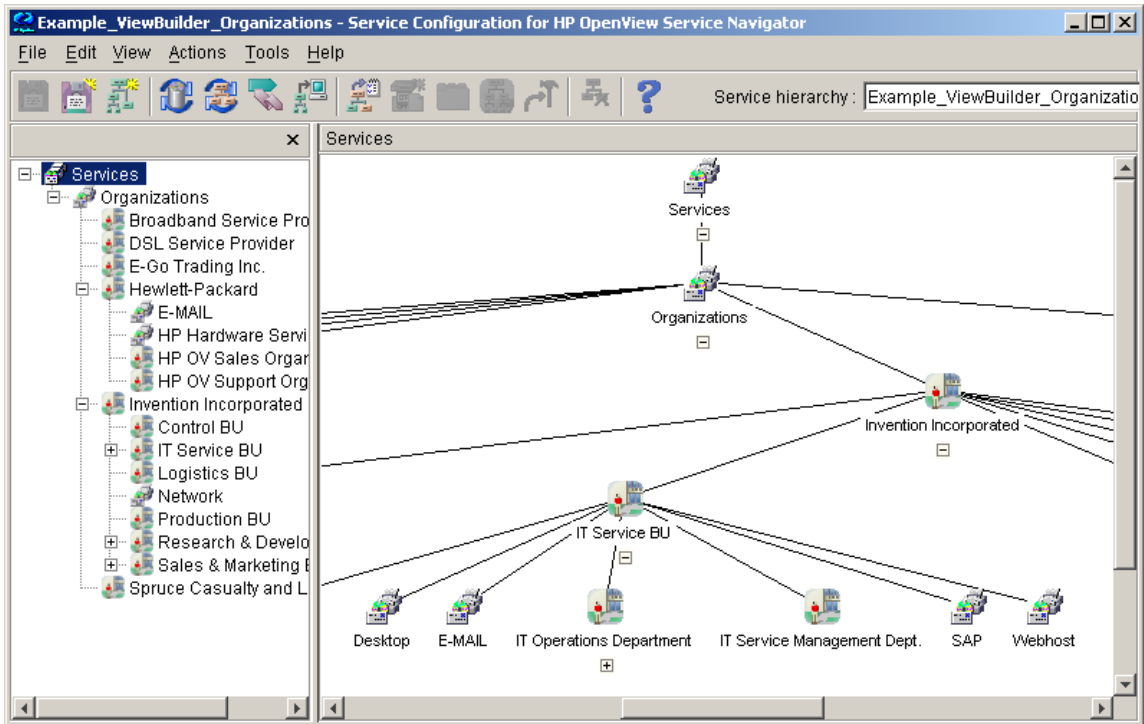 Example_ViewBuilder_Organizations - Service Configuration for HP OpenView Service Navigator
File Edit View Actions Tools Help
Service hierarchy : Example_ViewBuilder_Organizatio
Services
Services
Organizations
Broadband Service Pro
DSL Service Provider
E-Go Trading Inc.
Hewlett-Packard
E-MAIL
HP Hardware Servi
HP OV Sales Organ
HP OV Support Org
Invention Incorporated
Control BU
IT Service BU
Logistics BU
Network
Production BU
Research & Develo
Sales & Marketing
Spruce Casualty and L
Services
Organizations
Invention Incorporated
IT Service BU
Desktop E-MAIL IT Operations Department IT Service Management Dept. SAP Webhost